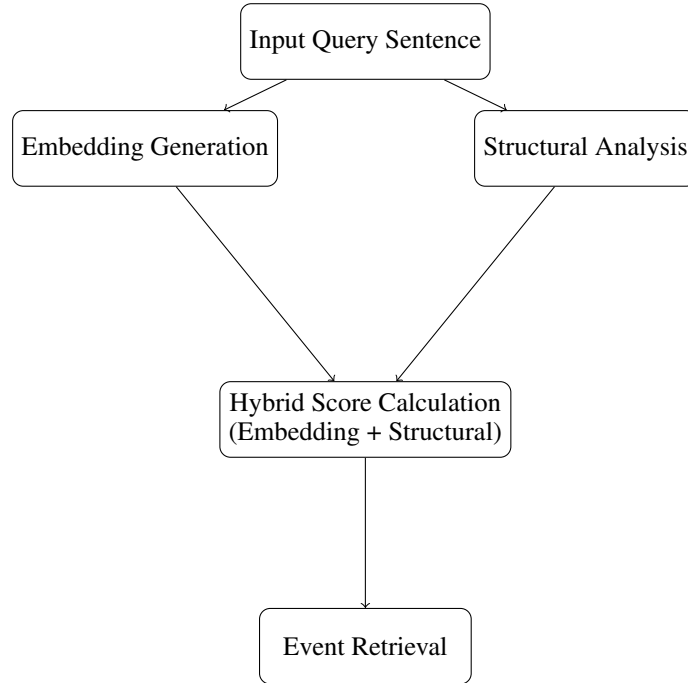 Input Query Sentence
Embedding Generation
Structural Analysis
Hybrid Score Calculation
(Embedding + Structural)
Event Retrieval